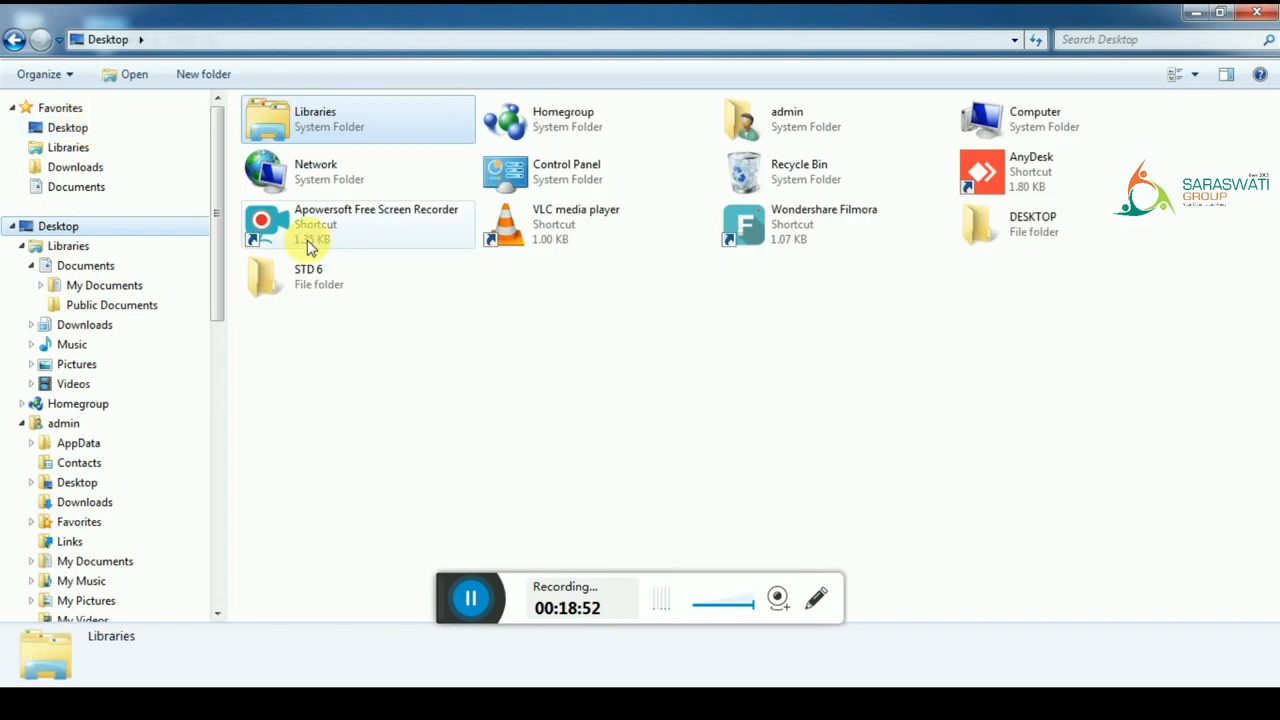 Desktop
Search Desktop
Organize
Open
New folder
Favorites
Desktop
Libraries
Downloads
Documents
Desktop
Libraries
Documents
My Documents
Public Documents
Downloads
Music
Pictures
Videos
Homegroup
admin
AppData
Contacts
Desktop
Downloads
Favorites
Links
My Documents
My Music
My Pictures
My Videos
Libraries
System Folder
Homegroup
System Folder
admin
System Folder
Computer
System Folder
Network
System Folder
Control Panel
System Folder
Recycle Bin
System Folder
AnyDesk
Shortcut
1.80 KB
Apowersoft Free Screen Recorder
Shortcut
VLC media player
Shortcut
1.00 KB
Wondershare Filmora
Shortcut
1.07 KB
DESKTOP
File folder
STD 6
File folder
SARASWATI
GROUP
Recording...
00:18:52
Libraries